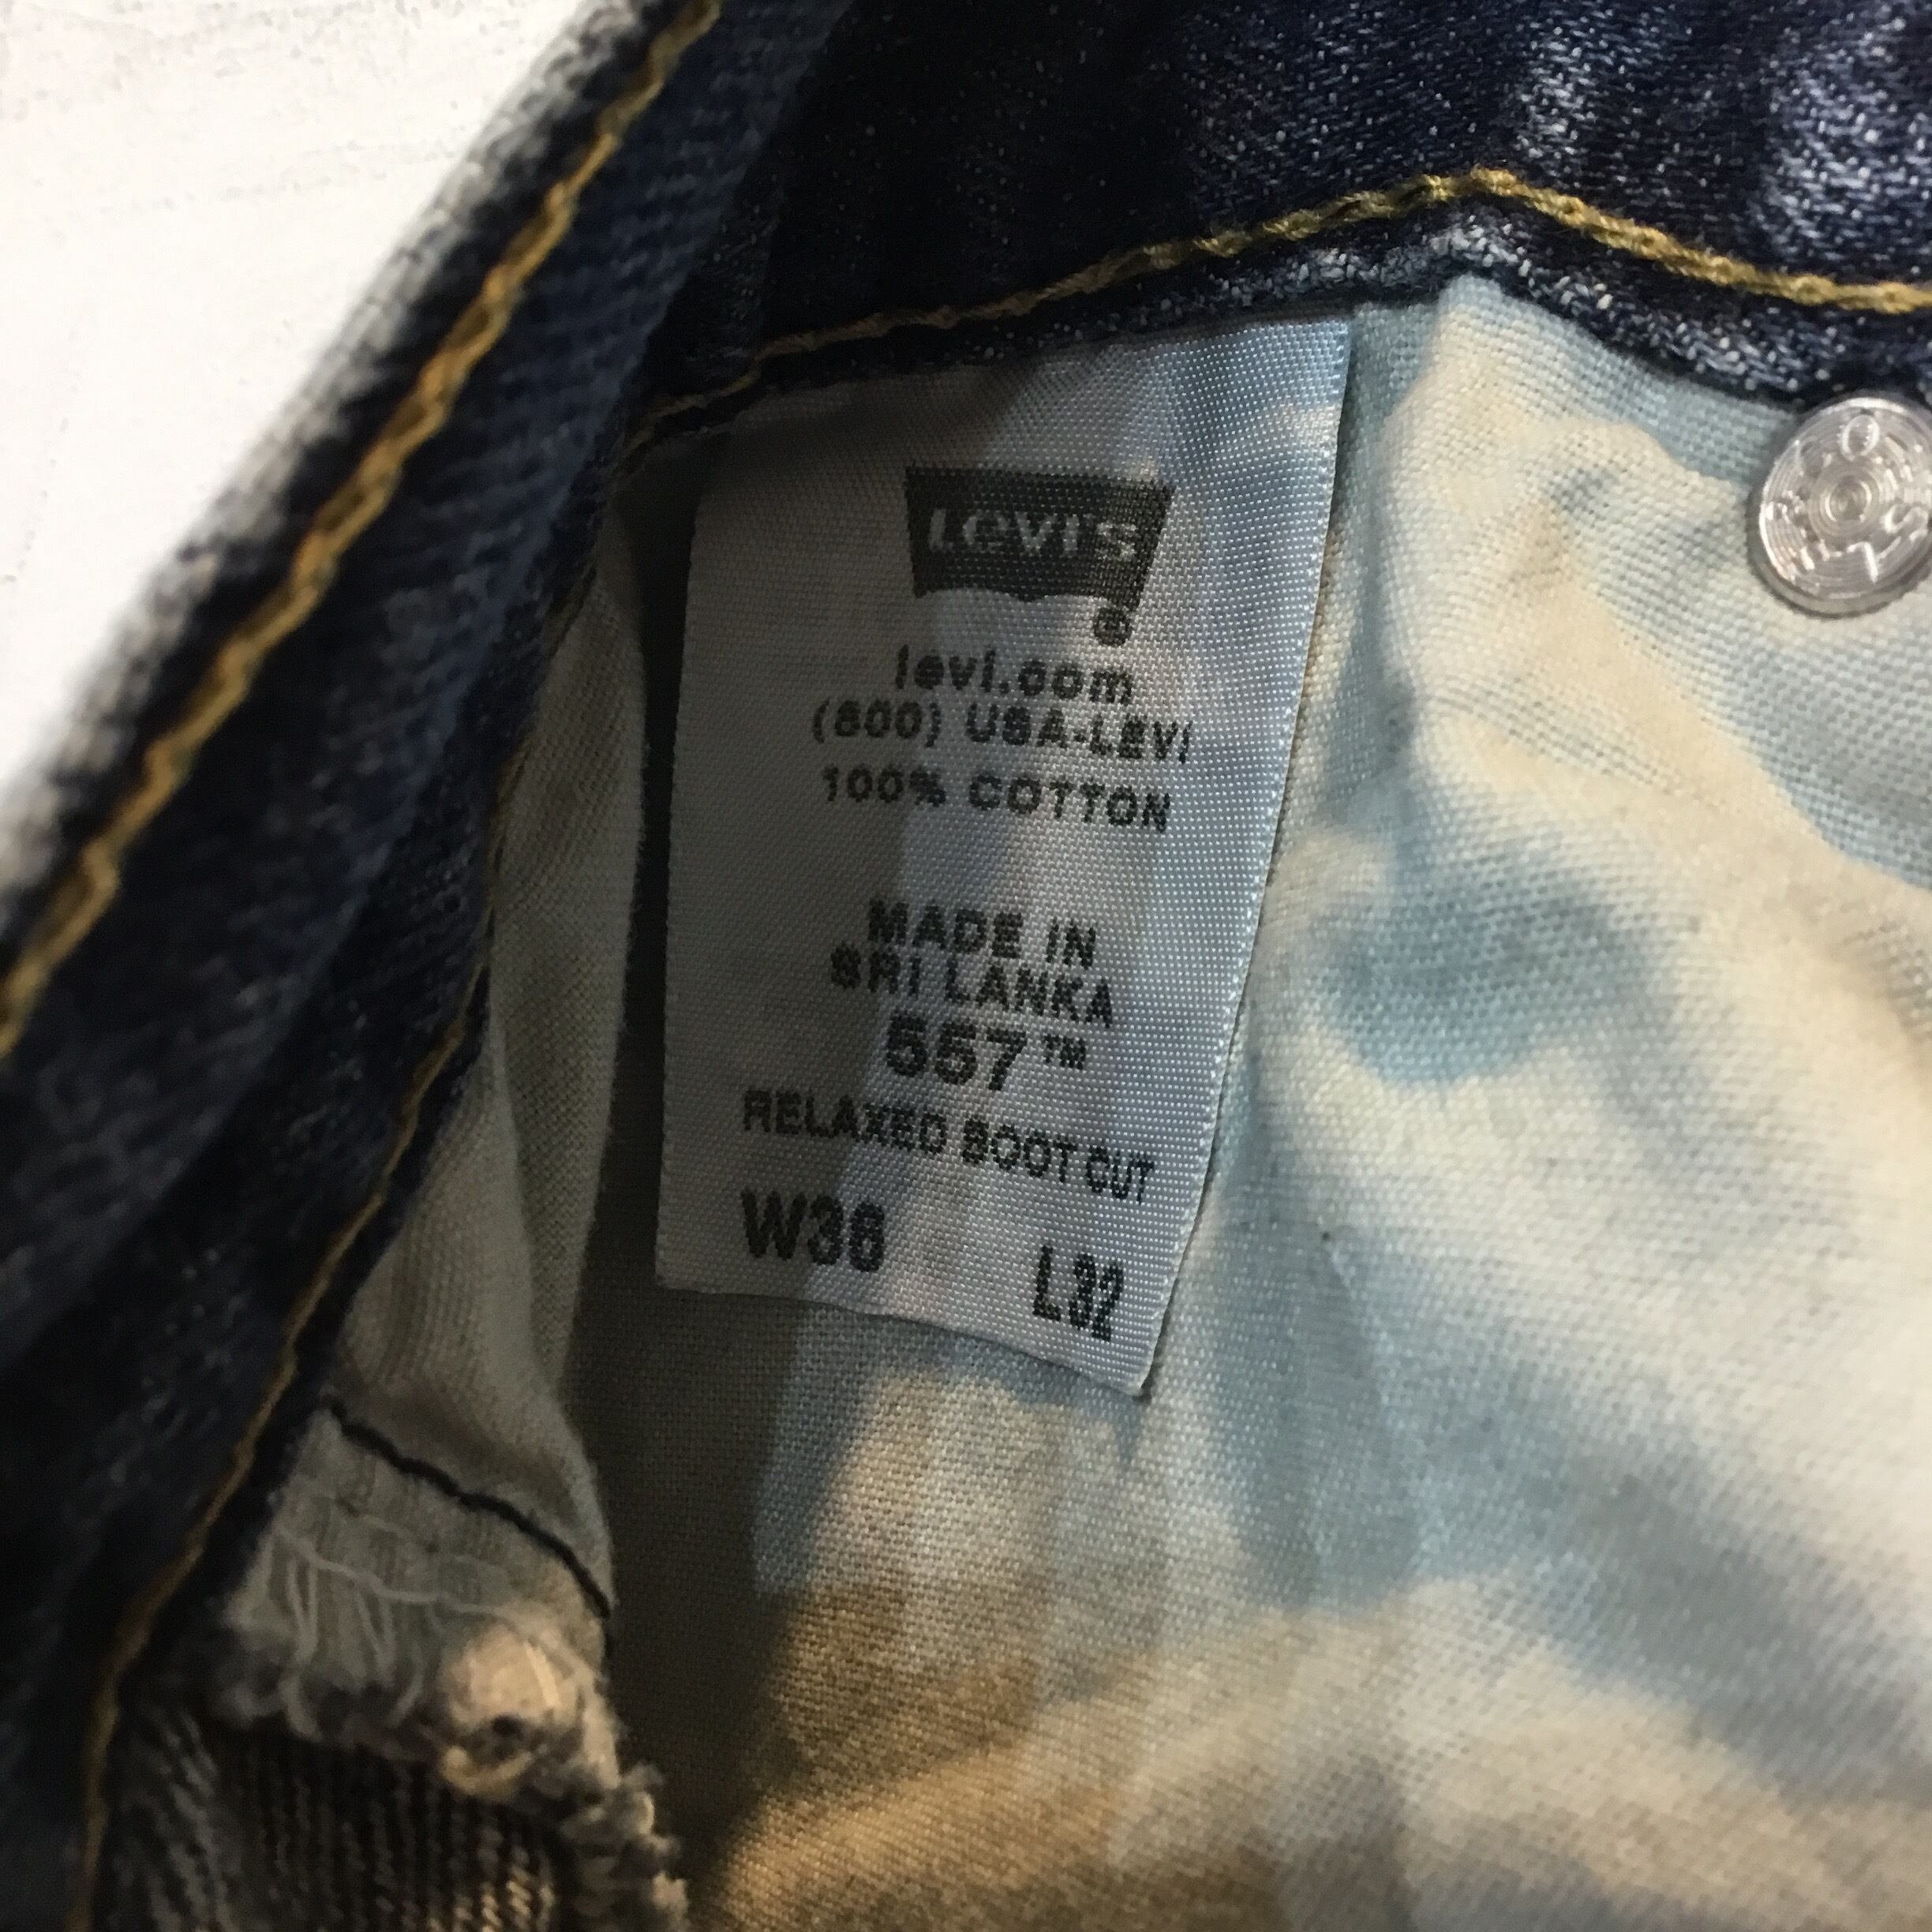 Levi's
®
levi.com
(800) USA-LEVI
100% COTTON
MADE IN
SRI LANKA
557™
RELAXED BOOT CUT
W36 L32